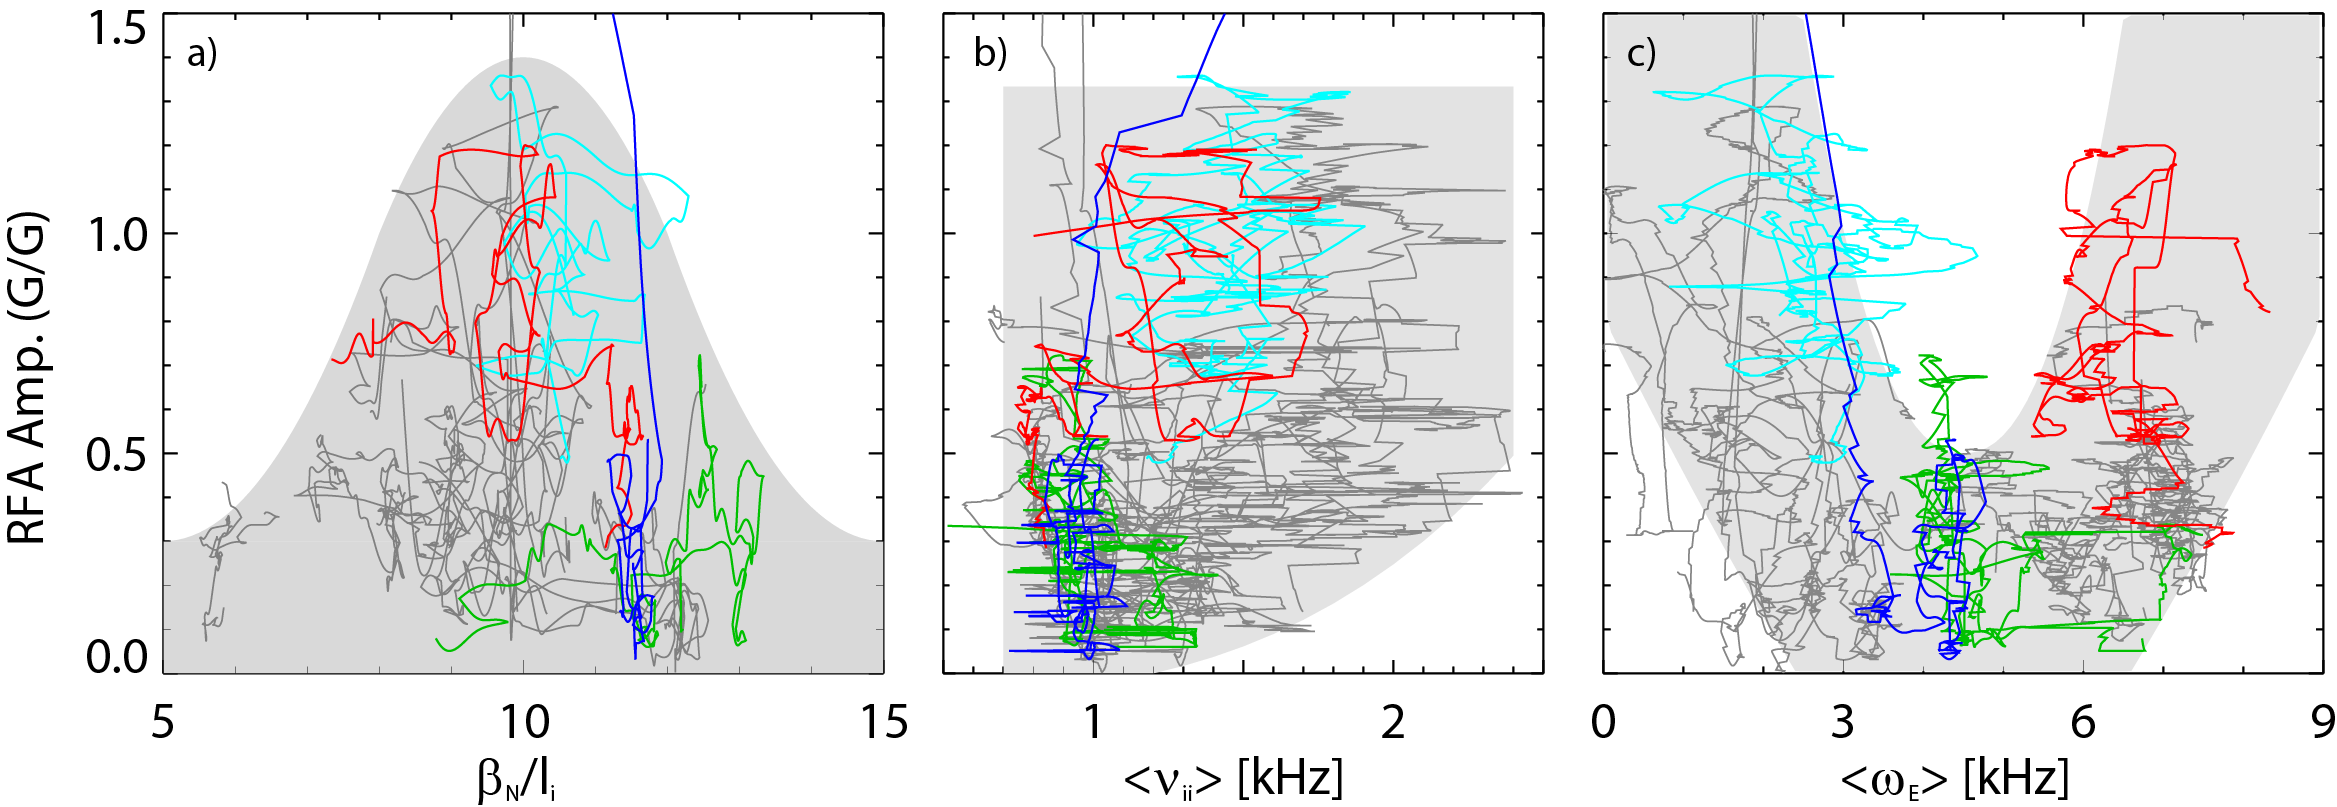 RFA Amp. (G/G)
1.5
1.0
0.5
0.0
a)
b)
c)
5 10 15
1 2
0 3 6 9
β_N/l_i
<ν_ii> [kHz]
<ω_E> [kHz]